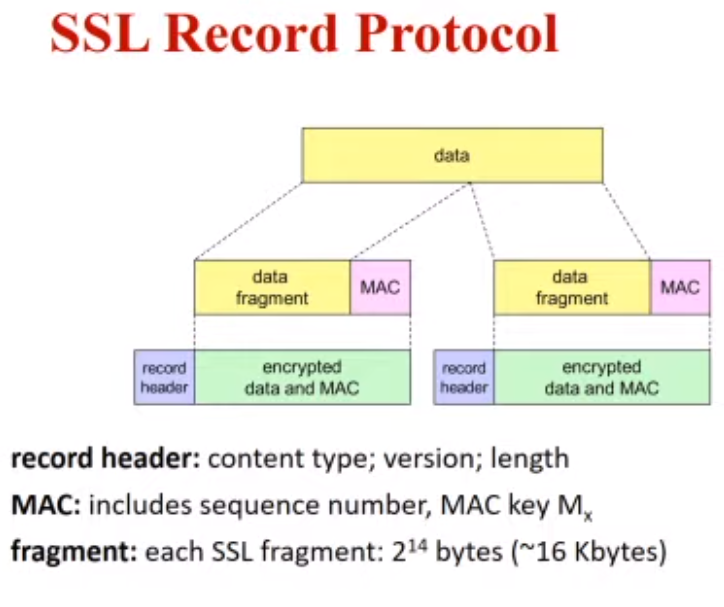 SSL Record Protocol
data
data
fragment
MAC
data
fragment
MAC
record
header
encrypted
data and MAC
record
header
encrypted
data and MAC
record header: content type; version; length
MAC: includes sequence number, MAC key Mₓ
fragment: each SSL fragment: 2¹⁴ bytes (~16 Kbytes)